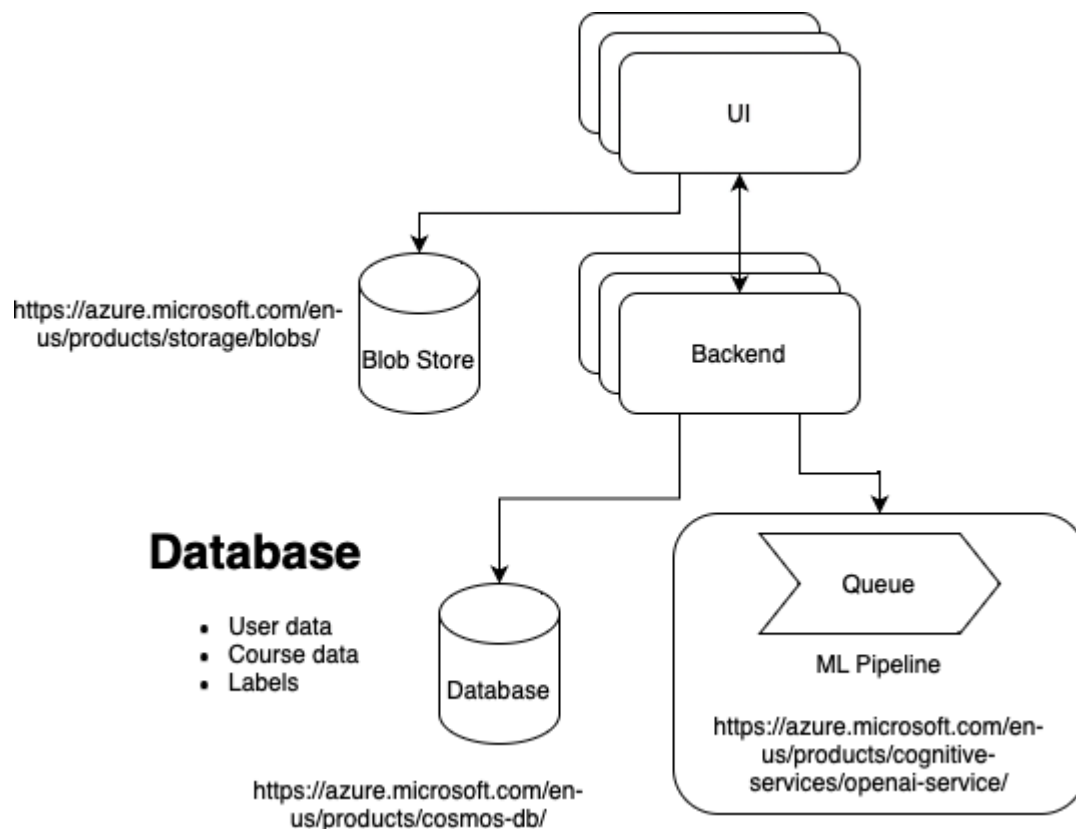 UI
https://azure.microsoft.com/en-
us/products/storage/blobs/
Blob Store
Backend
Database
• User data
• Course data
• Labels
Database
https://azure.microsoft.com/en-
us/products/cosmos-db/
Queue
ML Pipeline
https://azure.microsoft.com/en-
us/products/cognitive-
services/openai-service/